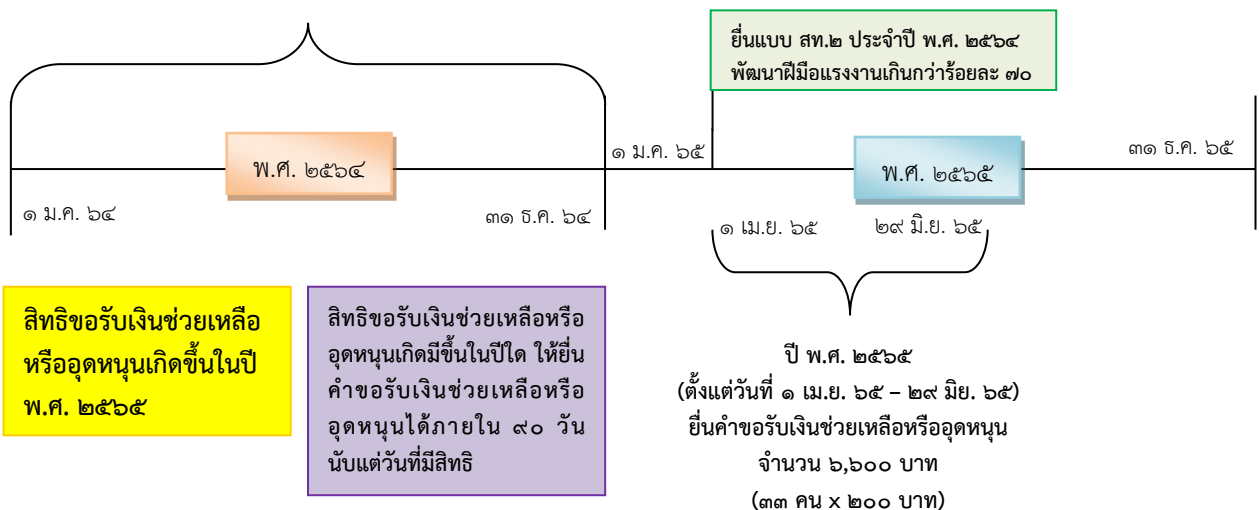 ยื่นแบบ สท.๒ ประจำปี พ.ศ. ๒๕๖๔
พัฒนาฝีมือแรงงานเกินกว่าร้อยละ ๗๐
พ.ศ. ๒๕๖๔
๑ ม.ค. ๖๕
พ.ศ. ๒๕๖๕
๓๑ ธ.ค. ๖๕
๑ ม.ค. ๖๔
๓๑ ธ.ค. ๖๔
๑ เม.ย. ๖๕
๒๙ มิ.ย. ๖๕
สิทธิขอรับเงินช่วยเหลือ
หรืออุดหนุนเกิดขึ้นในปี
พ.ศ. ๒๕๖๕
สิทธิขอรับเงินช่วยเหลือหรือ
อุดหนุนเกิดมีขึ้นในปีใด ให้ยื่น
คำขอรับเงินช่วยเหลือหรือ
อุดหนุนได้ภายใน ๙๐ วัน
นับแต่วันที่มีสิทธิ
ปี พ.ศ. ๒๕๖๕
(ตั้งแต่วันที่ ๑ เม.ย. ๖๕ – ๒๙ มิย. ๖๕)
ยื่นคำขอรับเงินช่วยเหลือหรืออุดหนุน
จำนวน ๖,๖๐๐ บาท
(๓๓ คน x ๒๐๐ บาท)